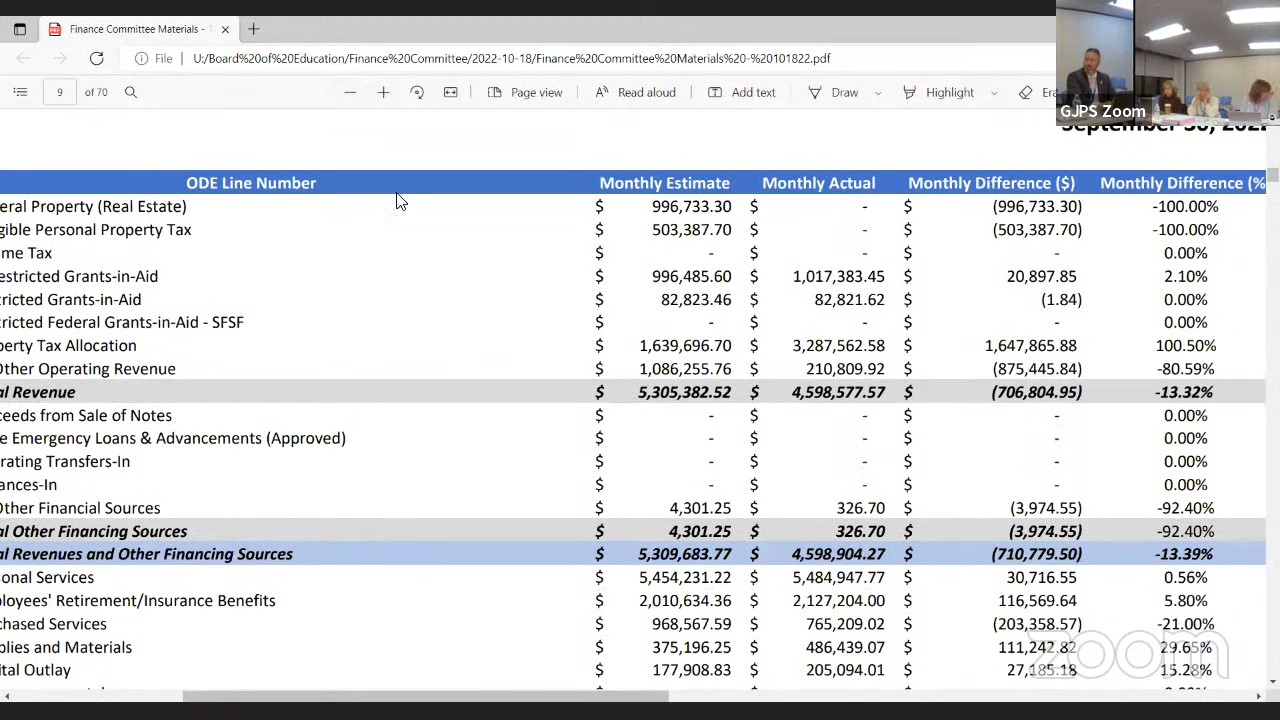 Finance Committee Materials -
File U:/Board%20of%20Education/Finance%20Committee/2022-10-18/Finance%20Committee%20Materials%20-%20101822.pdf
9 of 70 Page view Read aloud Add text Draw Highlight
GJPS Zoom
September 30, 2022
ODE Line Number Monthly Estimate Monthly Actual Monthly Difference ($) Monthly Difference (%
eral Property (Real Estate) $ 996,733.30 $ - $ (996,733.30) -100.00%
gible Personal Property Tax $ 503,387.70 $ - $ (503,387.70) -100.00%
me Tax $ - $ - $ - 0.00%
estricted Grants-in-Aid $ 996,485.60 $ 1,017,383.45 $ 20,897.85 2.10%
tricted Grants-in-Aid $ 82,823.46 $ 82,821.62 $ (1.84) 0.00%
tricted Federal Grants-in-Aid - SFSF $ - $ - $ - 0.00%
perty Tax Allocation $ 1,639,696.70 $ 3,287,562.58 $ 1,647,865.88 100.50%
Other Operating Revenue $ 1,086,255.76 $ 210,809.92 $ (875,445.84) -80.59%
al Revenue $ 5,305,382.52 $ 4,598,577.57 $ (706,804.95) -13.32%
ceeds from Sale of Notes $ - $ - $ - 0.00%
e Emergency Loans & Advancements (Approved) $ - $ - $ - 0.00%
rating Transfers-In $ - $ - $ - 0.00%
ances-In $ - $ - $ - 0.00%
Other Financial Sources $ 4,301.25 $ 326.70 $ (3,974.55) -92.40%
al Other Financing Sources $ 4,301.25 $ 326.70 $ (3,974.55) -92.40%
al Revenues and Other Financing Sources $ 5,309,683.77 $ 4,598,904.27 $ (710,779.50) -13.39%
onal Services $ 5,454,231.22 $ 5,484,947.77 $ 30,716.55 0.56%
ployees' Retirement/Insurance Benefits $ 2,010,634.36 $ 2,127,204.00 $ 116,569.64 5.80%
chased Services $ 968,567.59 $ 765,209.02 $ (203,358.57) -21.00%
plies and Materials $ 375,196.25 $ 486,439.07 $ 111,242.82 29.65%
ital Outlay $ 177,908.83 $ 205,094.01 $ 27,185.18 15.28%
zoom